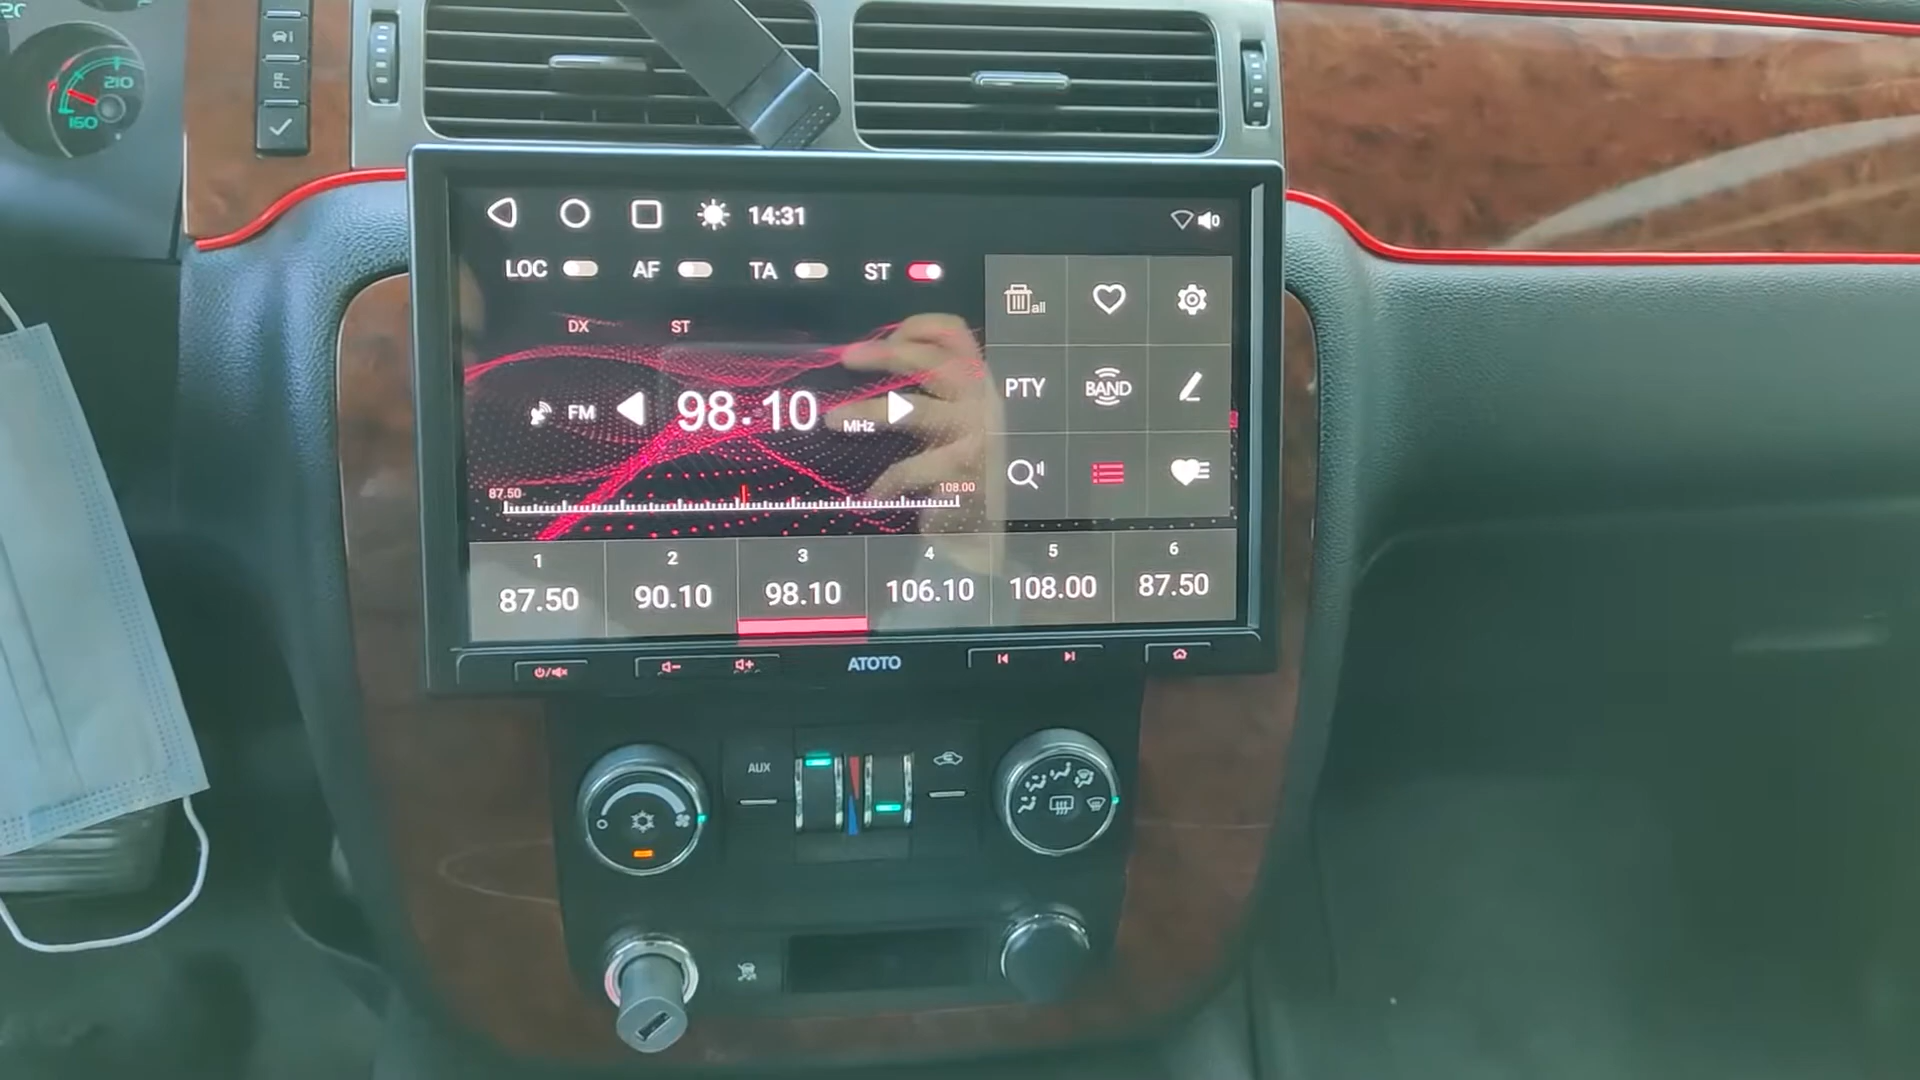 210
160
14:31
0
LOC
AF
TA
ST
all
DX
ST
PTY
BAND
FM
98.10
MHz
87.50
108.00
1
2
3
4
5
6
87.50
90.10
98.10
106.10
108.00
87.50
ATOTO
AUX